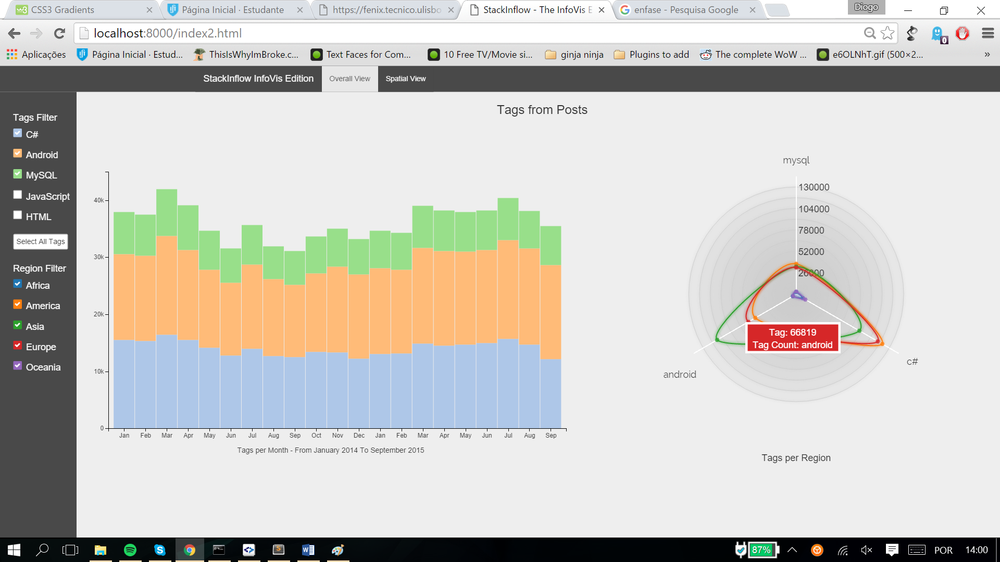 CSS3 Gradients
Página Inicial · Estudante
https://fenix.tecnico.ulisbo
StackInflow - The InfoVis E
enfase - Pesquisa Google
Diogo
localhost:8000/index2.html
0
Aplicações
Página Inicial · Estud...
ThisIsWhyImBroke.c...
Text Faces for Com...
10 Free TV/Movie si...
ginja ninja
Plugins to add
The complete WoW ...
e6OLNhT.gif (500×2...
»
StackInflow InfoVis Edition
Overall View
Spatial View
Tags from Posts
Tags Filter
C#
Android
MySQL
JavaScript
HTML
Select All Tags
Region Filter
Africa
America
Asia
Europe
Oceania
40k
30k
20k
10k
0
Jan Feb Mar Apr May Jun Jul Aug Sep Oct Nov Dec Jan Feb Mar Apr May Jun Jul Aug Sep
Tags per Month - From January 2014 To September 2015
mysql
130000
104000
78000
52000
26000
Tag: 66819
Tag Count: android
c#
android
Tags per Region
87%
POR
14:00